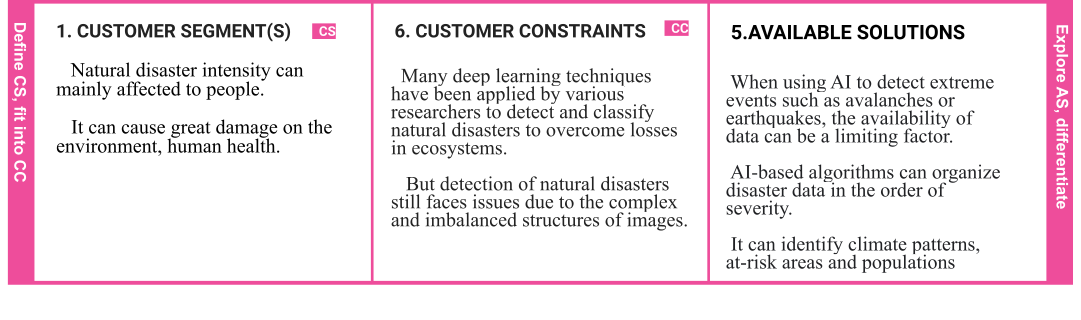 Define CS, fit into CC
1. CUSTOMER SEGMENT(S)
CS
Natural disaster intensity can
mainly affected to people.
It can cause great damage on the
environment, human health.
6. CUSTOMER CONSTRAINTS
CC
Many deep learning techniques
have been applied by various
researchers to detect and classify
natural disasters to overcome losses
in ecosystems.
But detection of natural disasters
still faces issues due to the complex
and imbalanced structures of images.
5.AVAILABLE SOLUTIONS
When using AI to detect extreme
events such as avalanches or
earthquakes, the availability of
data can be a limiting factor.
AI-based algorithms can organize
disaster data in the order of
severity.
It can identify climate patterns,
at-risk areas and populations
Explore AS, differentiate